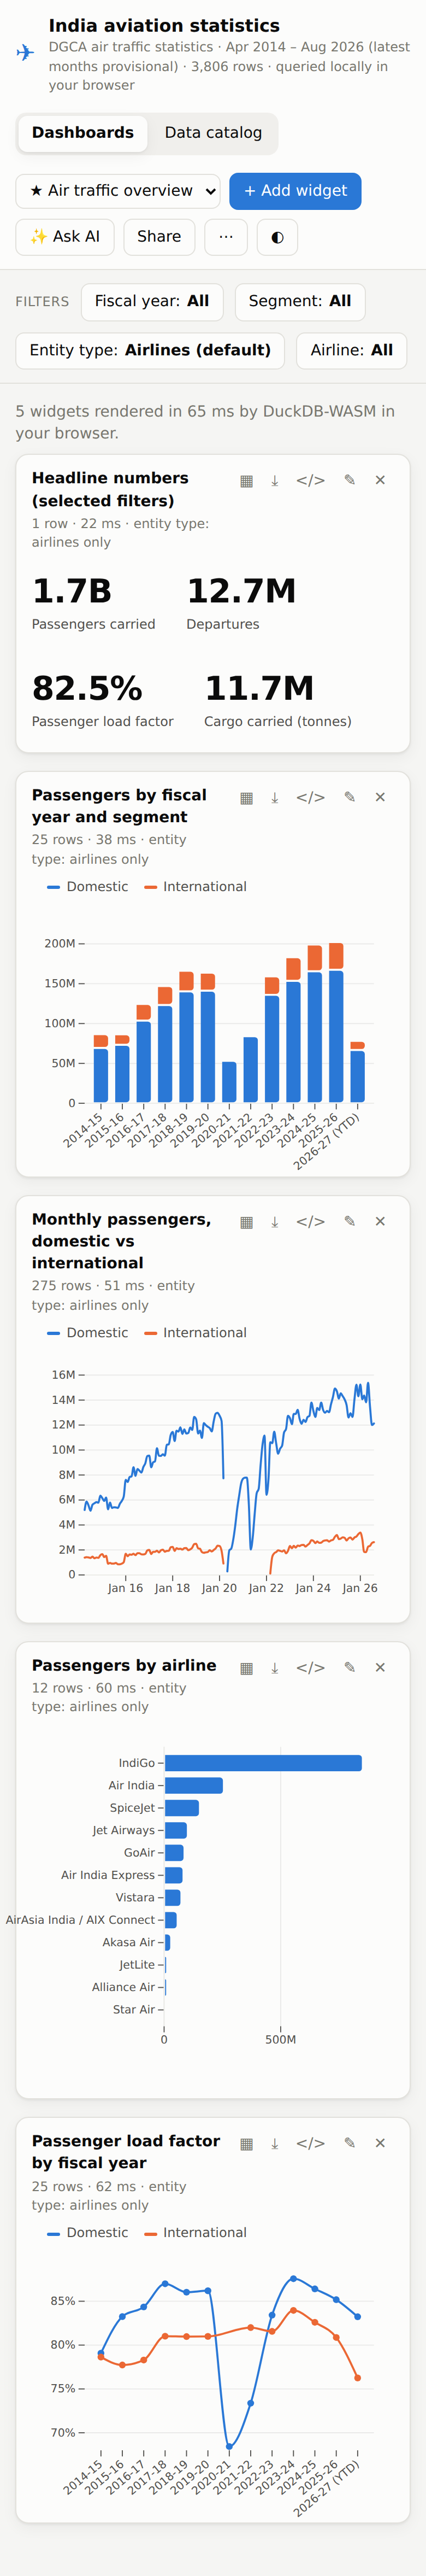 India aviation statistics
DGCA air traffic statistics · Apr 2014 – Aug 2026 (latest
months provisional) · 3,806 rows · queried locally in
your browser
Dashboards
Data catalog
★ Air traffic overview
+ Add widget
✨ Ask AI
Share
⋯
◐
FILTERS
Fiscal year: All
Segment: All
Entity type: Airlines (default)
Airline: All
5 widgets rendered in 65 ms by DuckDB-WASM in
your browser.
Headline numbers
(selected filters)
▦ ⤓ </> ✎ ✕
1 row · 22 ms · entity type:
airlines only
1.7B
Passengers carried
12.7M
Departures
82.5%
Passenger load factor
11.7M
Cargo carried (tonnes)
Passengers by fiscal
year and segment
▦ ⤓ </> ✎ ✕
25 rows · 38 ms · entity
type: airlines only
Domestic
International
200M
150M
100M
50M
0
2014-15
2015-16
2016-17
2017-18
2018-19
2019-20
2020-21
2021-22
2022-23
2023-24
2024-25
2025-26
2026-27 (YTD)
Monthly passengers,
domestic vs
international
▦ ⤓ </> ✎ ✕
275 rows · 51 ms · entity
type: airlines only
Domestic
International
16M
14M
12M
10M
8M
6M
4M
2M
0
Jan 16
Jan 18
Jan 20
Jan 22
Jan 24
Jan 26
Passengers by airline
▦ ⤓ </> ✎ ✕
12 rows · 60 ms · entity
type: airlines only
IndiGo
Air India
SpiceJet
Jet Airways
GoAir
Air India Express
Vistara
AirAsia India / AIX Connect
Akasa Air
JetLite
Alliance Air
Star Air
0
500M
Passenger load factor
by fiscal year
▦ ⤓ </> ✎ ✕
25 rows · 62 ms · entity
type: airlines only
Domestic
International
85%
80%
75%
70%
2014-15
2015-16
2016-17
2017-18
2018-19
2019-20
2020-21
2021-22
2022-23
2023-24
2024-25
2025-26
2026-27 (YTD)